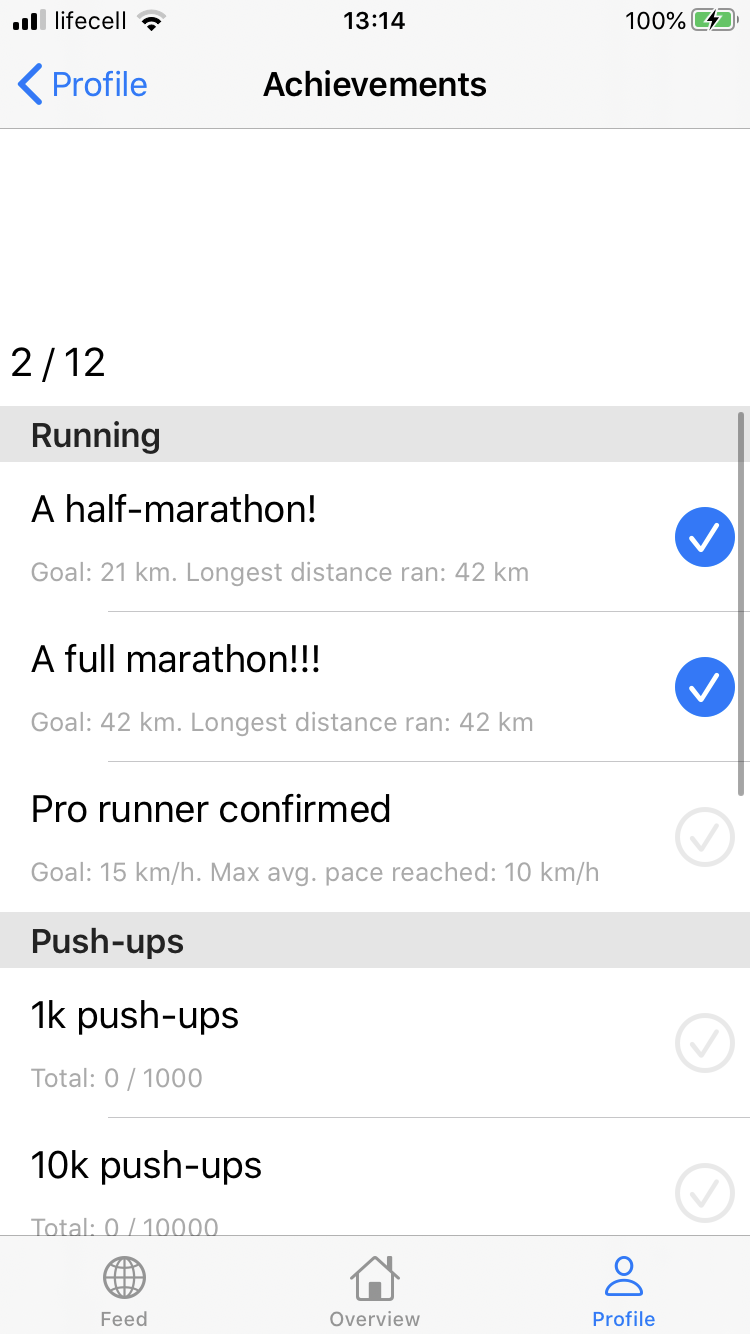 lifecell 13:14 100%
Profile Achievements
2 / 12
Running
A half-marathon!
Goal: 21 km. Longest distance ran: 42 km
A full marathon!!!
Goal: 42 km. Longest distance ran: 42 km
Pro runner confirmed
Goal: 15 km/h. Max avg. pace reached: 10 km/h
Push-ups
1k push-ups
Total: 0 / 1000
10k push-ups
Total: 0 / 10000
Feed Overview Profile